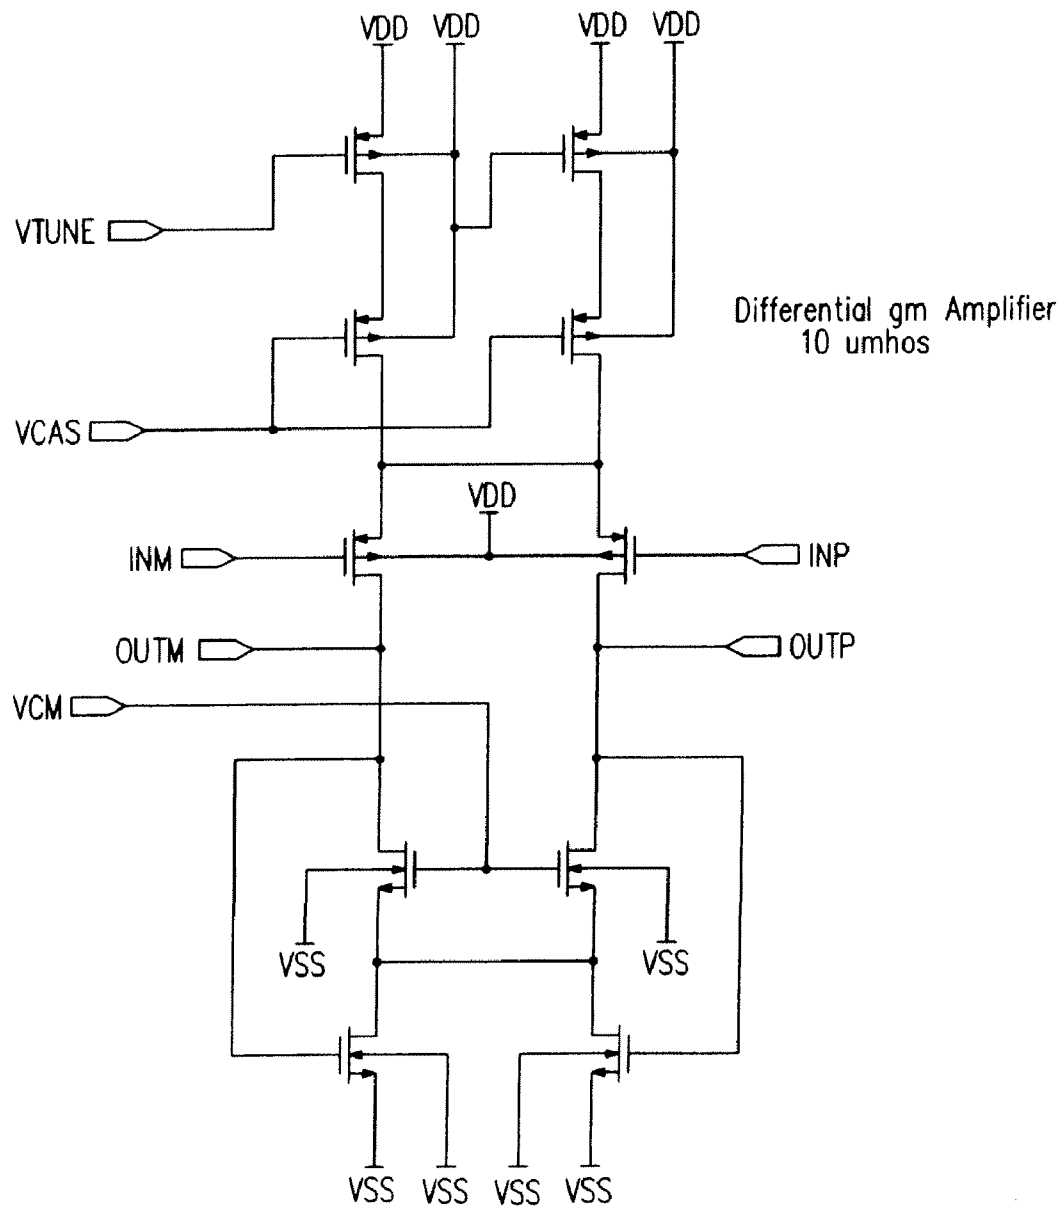 VDD VDD VDD VDD
VTUNE
Differential gm Amplifier
10 umhos
VCAS
VDD
INM
INP
OUTM
OUTP
VCM
VSS
VSS
VSS VSS VSS VSS